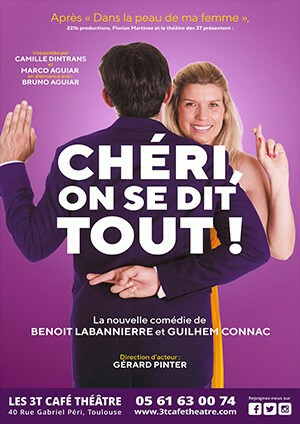 Après « Dans la peau de ma femme »,
221b productions, Florian Martinez et le théâtre des 3T présentent :
Interprétée par
CAMILLE DINTRANS
et
MARCO AGUIAR
en alternance avec
BRUNO AGUIAR
CHÉRI,
ON SE DIT
TOUT !
La nouvelle comédie de
BENOIT LABANNIERRE et GUILHEM CONNAC
Direction d'acteur :
GÉRARD PINTER
LES 3T CAFÉ THÉÂTRE
40 Rue Gabriel Péri, Toulouse
05 61 63 00 74
www.3tcafetheatre.com
Rejoignez-nous sur